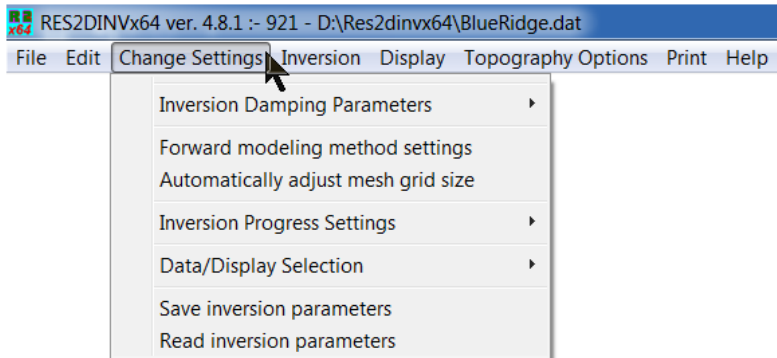 R2 x64 RES2DINVx64 ver. 4.8.1 :- 921 - D:\Res2dinvx64\BlueRidge.dat
File Edit Change Settings Inversion Display Topography Options Print Help
Inversion Damping Parameters
Forward modeling method settings
Automatically adjust mesh grid size
Inversion Progress Settings
Data/Display Selection
Save inversion parameters
Read inversion parameters